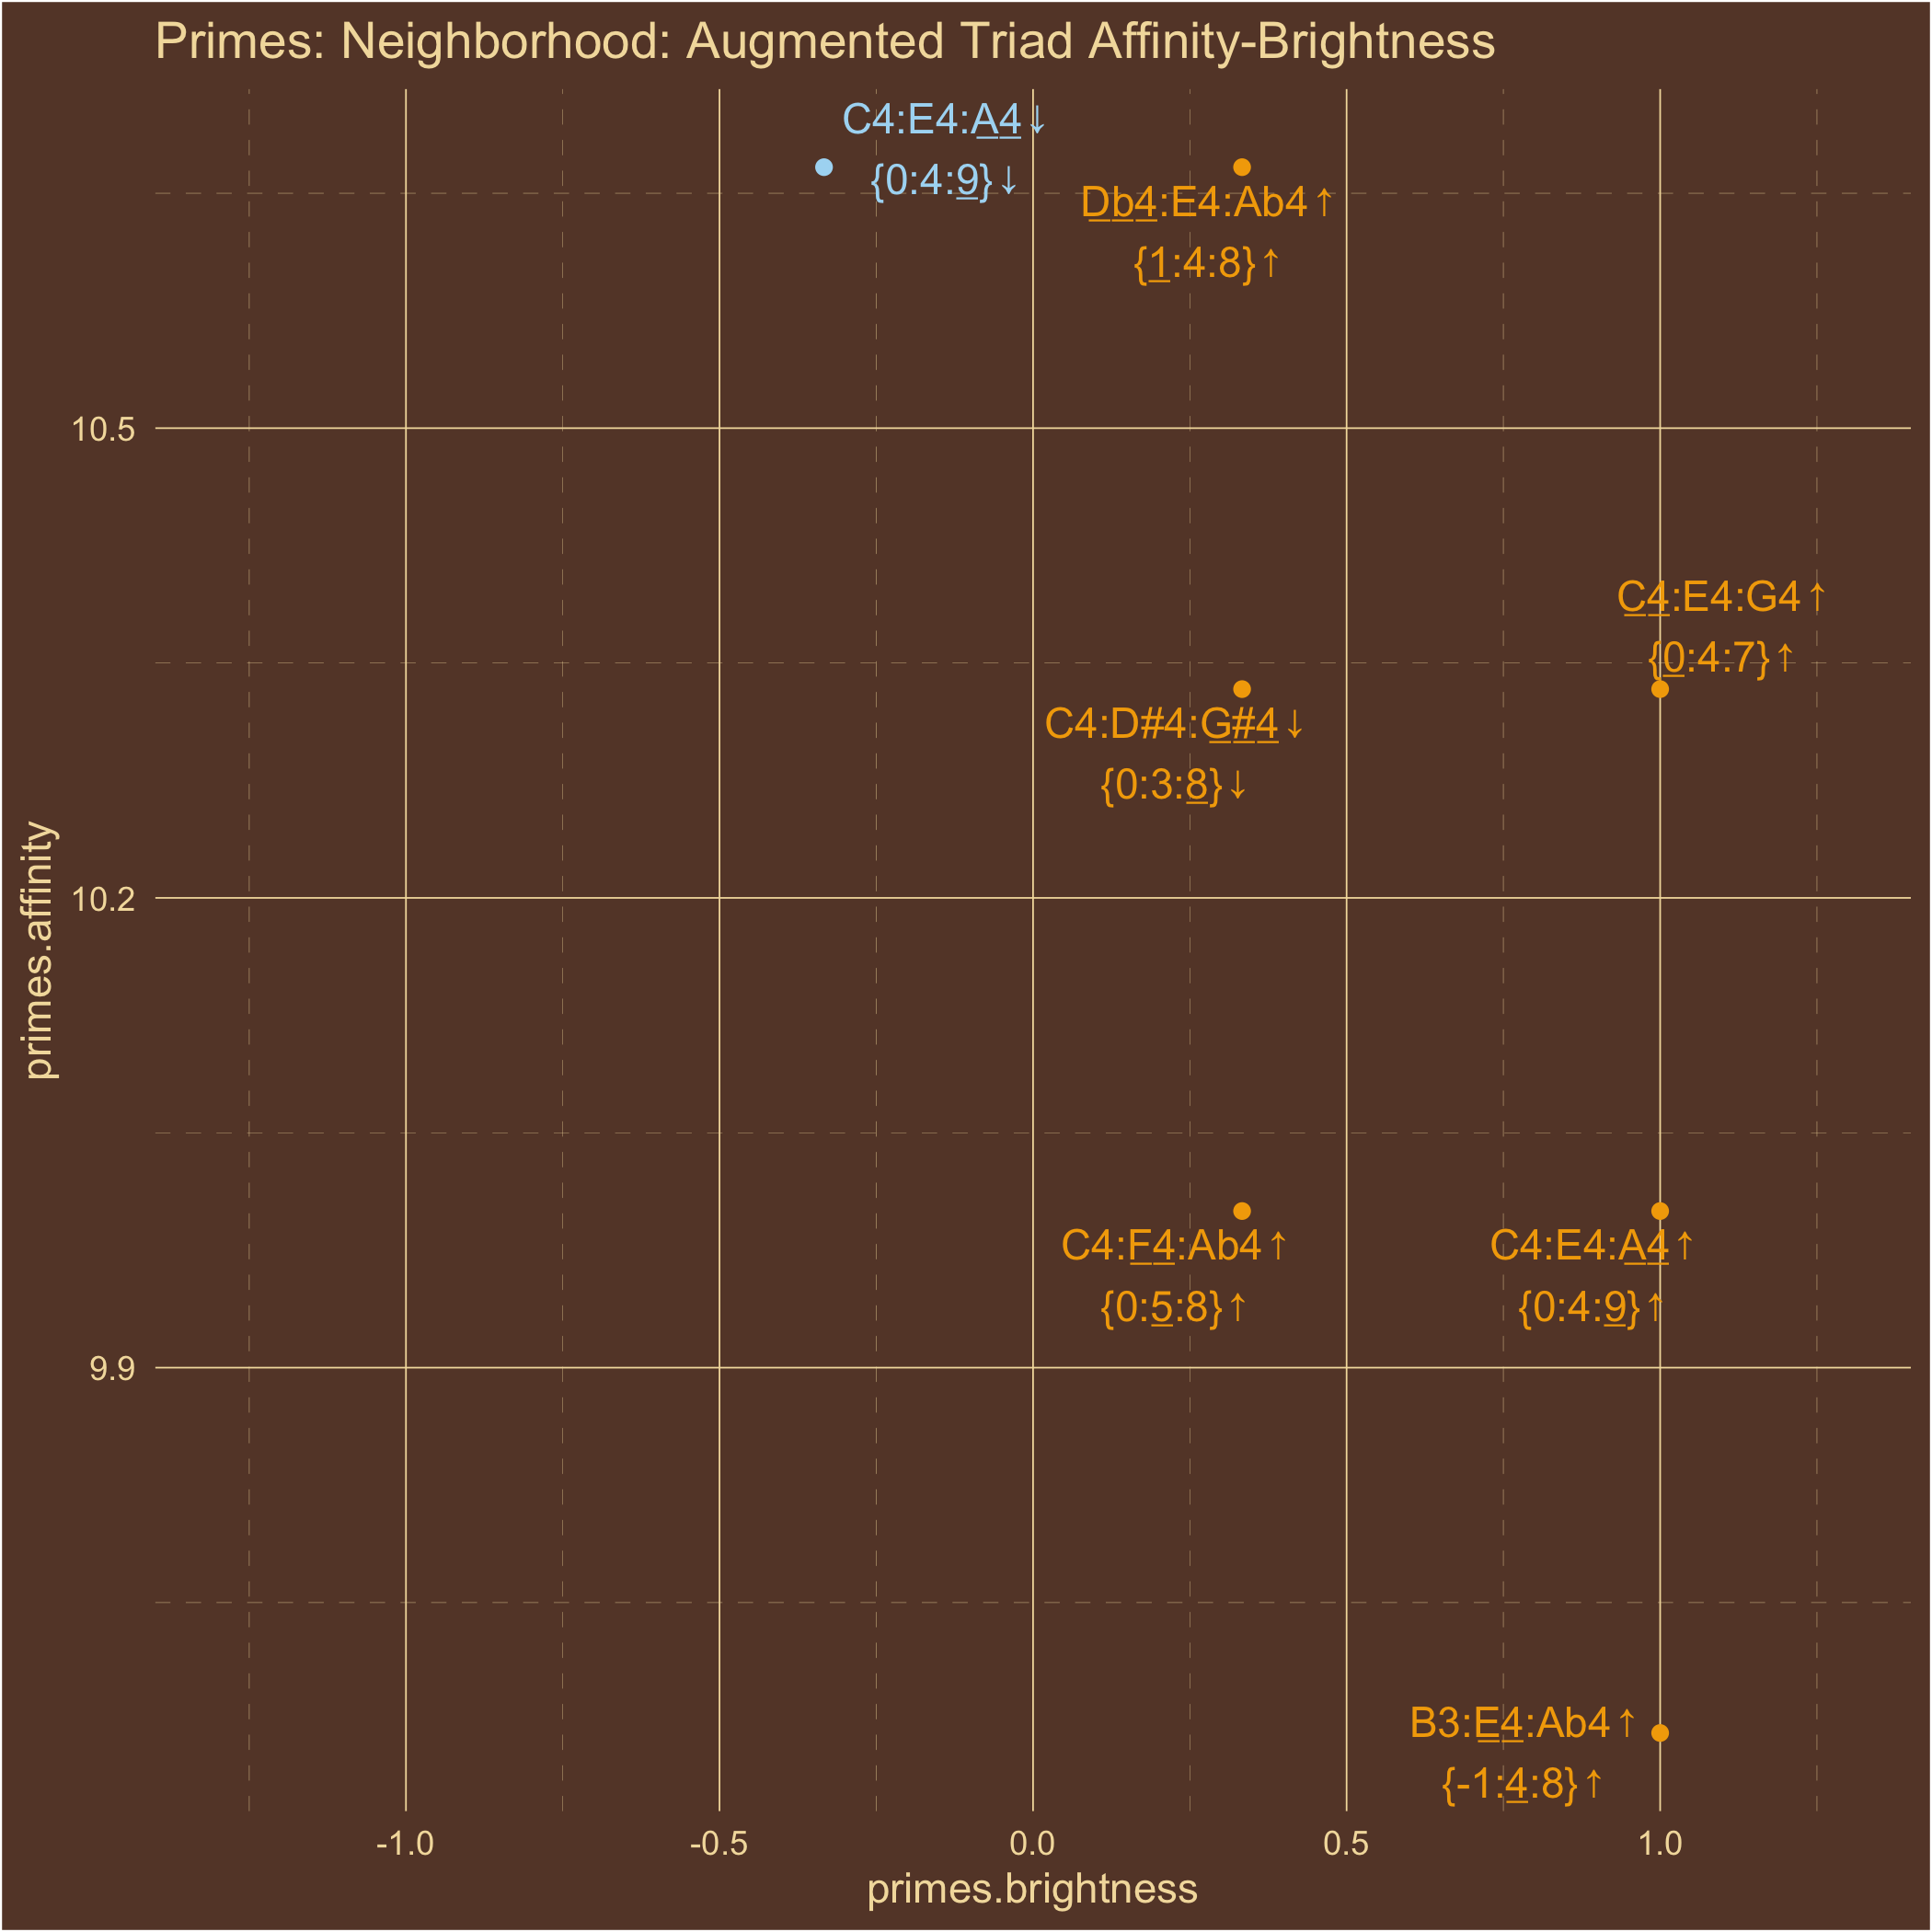 Primes: Neighborhood: Augmented Triad Affinity-Brightness
C4:E4:A4↓
{0:4:9}↓
Db4:E4:Ab4↑
{1:4:8}↑
10.5
C4:E4:G4↑
{0:4:7}↑
C4:D#4:G#4↓
{0:3:8}↓
10.2
primes.affinity
C4:F4:Ab4↑
{0:5:8}↑
C4:E4:A4↑
{0:4:9}↑
9.9
B3:E4:Ab4↑
{-1:4:8}↑
-1.0 -0.5 0.0 0.5 1.0
primes.brightness